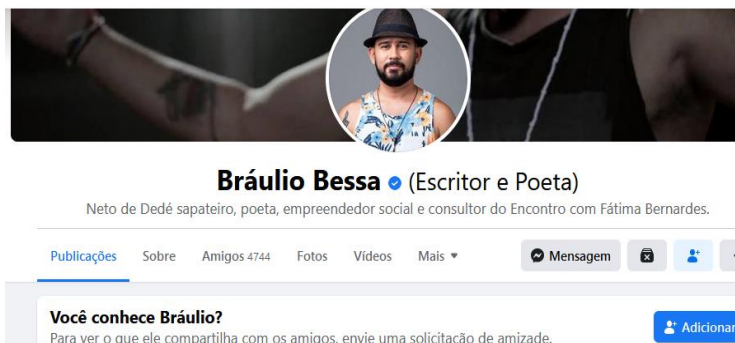 Bráulio Bessa (Escritor e Poeta)
Neto de Dedé sapateiro, poeta, empreendedor social e consultor do Encontro com Fátima Bernardes.
Publicações Sobre Amigos 4744 Fotos Vídeos Mais Mensagem
Você conhece Bráulio?
Adicionar
Para ver o que ele compartilha com os amigos, envie uma solicitação de amizade.